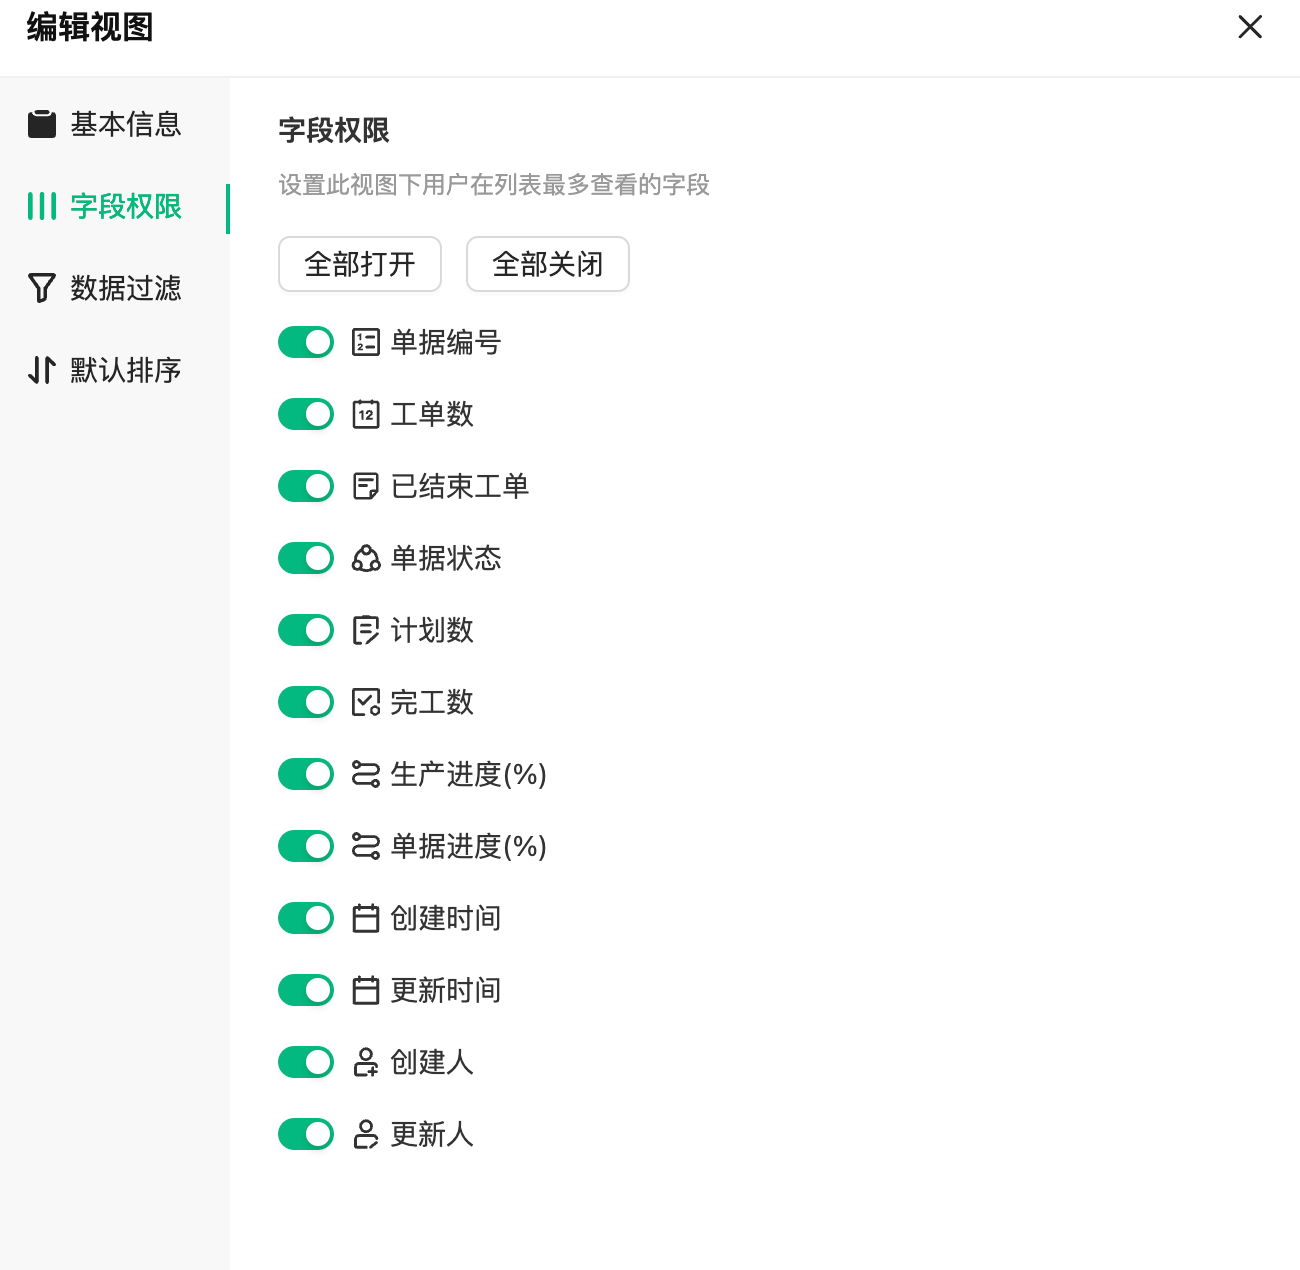 编辑视图
基本信息
字段权限
数据过滤
默认排序
字段权限
设置此视图下用户在列表最多查看的字段
全部打开 全部关闭
单据编号
工单数
已结束工单
单据状态
计划数
完工数
生产进度(%)
单据进度(%)
创建时间
更新时间
创建人
更新人